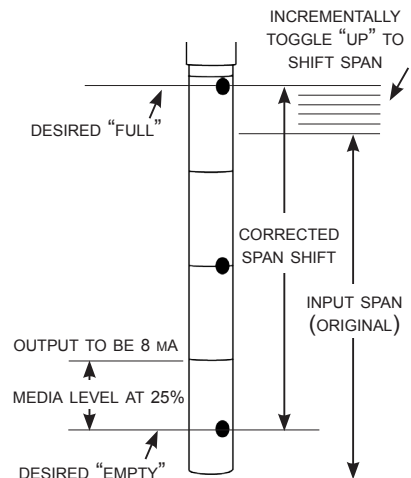 INCREMENTALLY
TOGGLE “UP” TO
SHIFT SPAN
DESIRED “FULL”
CORRECTED
SPAN SHIFT
INPUT SPAN
(ORIGINAL)
OUTPUT TO BE 8 MA
MEDIA LEVEL AT 25%
DESIRED “EMPTY”